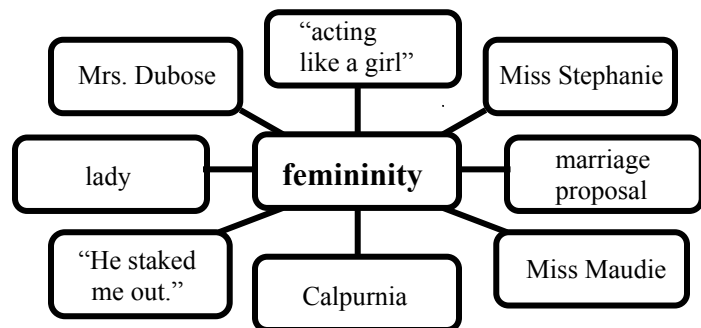 “acting
like a girl”
Mrs. Dubose
Miss Stephanie
lady
femininity
marriage
proposal
“He staked
me out.”
Calpurnia
Miss Maudie